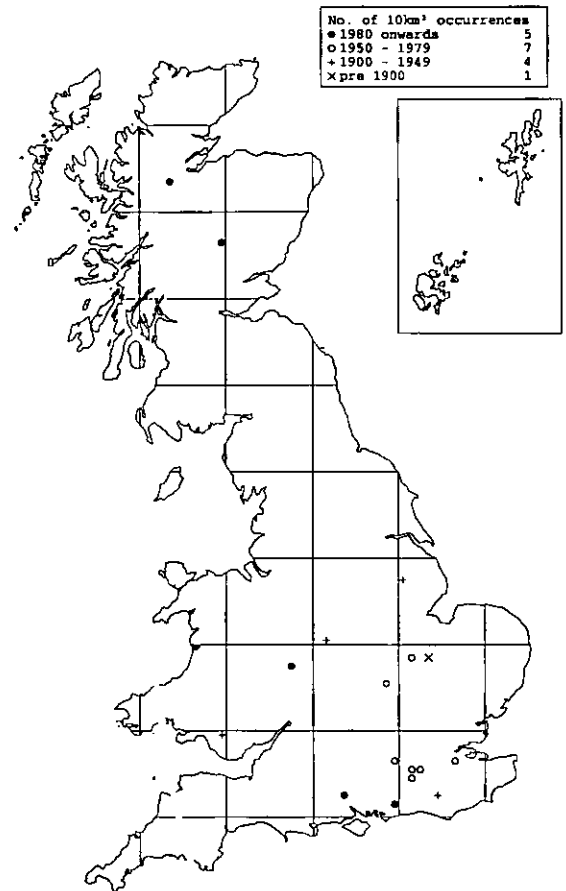 No. of 10km² occurrences
● 1980 onwards 5
○ 1950 - 1979 7
+ 1900 - 1949 4
× pre 1900 1